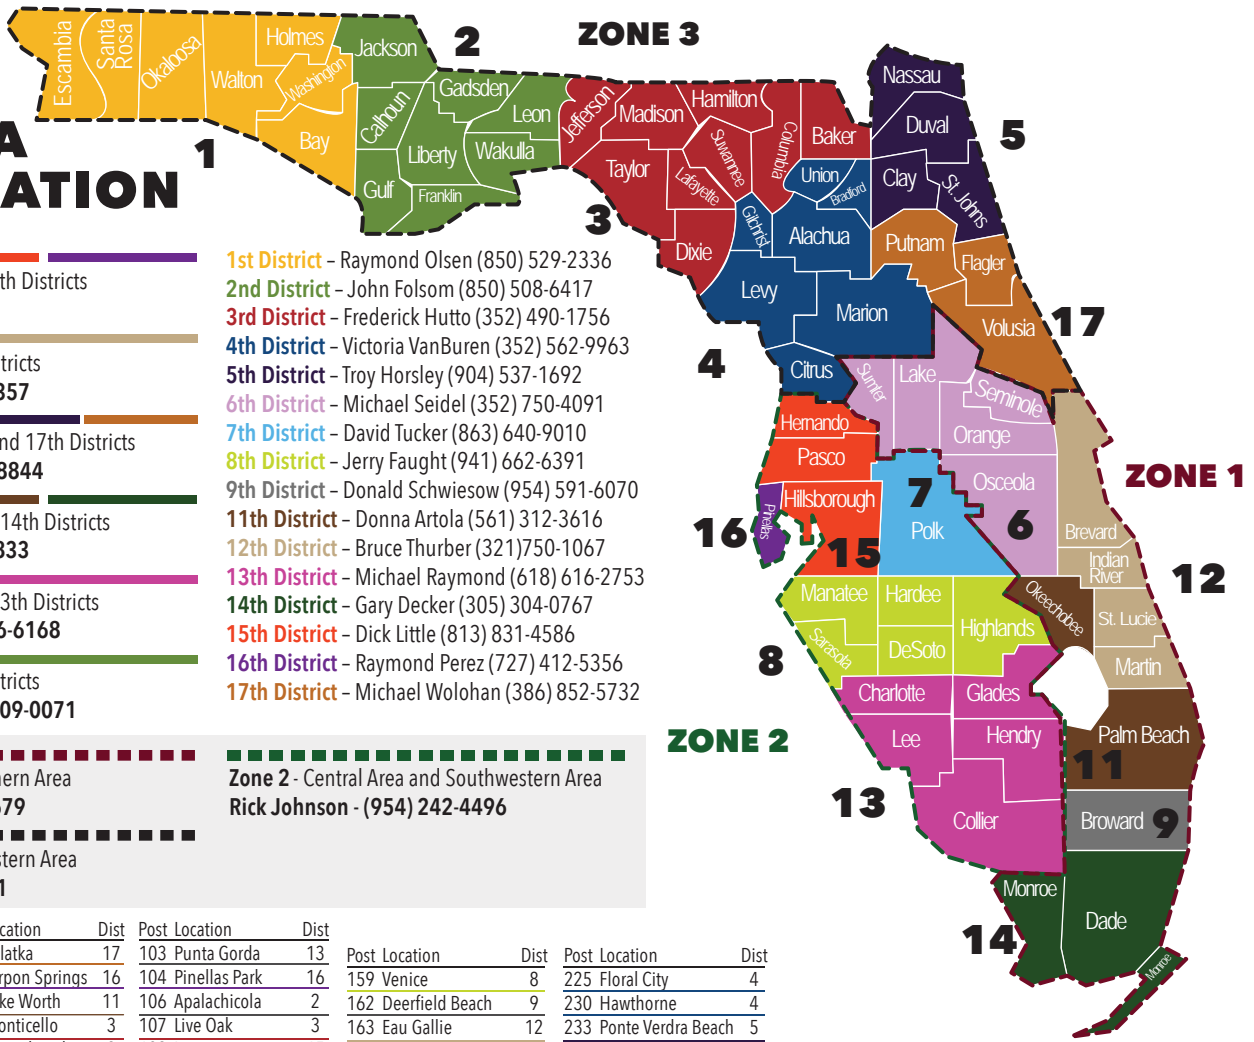 ZONE 3
A
ATION
1
2
3
4
5
17
16
15
7
6
12
8
13
11
9
14
ZONE 1
ZONE 2
Escambia
Santa
Rosa
Okaloosa
Walton
Holmes
Washington
Bay
Jackson
Calhoun
Gulf
Liberty
Gadsden
Franklin
Leon
Wakulla
Jefferson
Madison
Taylor
Hamilton
Suwannee
Lafayette
Dixie
Columbia
Baker
Union
Bradford
Gilchrist
Alachua
Levy
Marion
Citrus
Nassau
Duval
Clay
St. Johns
Putnam
Flagler
Volusia
Sumter
Lake
Seminole
Orange
Osceola
Hernando
Pasco
Hillsborough
Pinellas
Polk
Brevard
Indian
River
St. Lucie
Martin
Okeechobee
Manatee
Hardee
Highlands
Sarasota
DeSoto
Charlotte
Glades
Lee
Hendry
Collier
Palm Beach
Broward
Monroe
Dade
Monroe
th Districts
tricts
357
nd 17th Districts
8844
14th Districts
333
3th Districts
6-6168
tricts
09-0071
1st District – Raymond Olsen (850) 529-2336
2nd District – John Folsom (850) 508-6417
3rd District – Frederick Hutto (352) 490-1756
4th District – Victoria VanBuren (352) 562-9963
5th District – Troy Horsley (904) 537-1692
6th District – Michael Seidel (352) 750-4091
7th District – David Tucker (863) 640-9010
8th District – Jerry Faught (941) 662-6391
9th District – Donald Schwiesow (954) 591-6070
11th District – Donna Artola (561) 312-3616
12th District – Bruce Thurber (321)750-1067
13th District – Michael Raymond (618) 616-2753
14th District – Gary Decker (305) 304-0767
15th District – Dick Little (813) 831-4586
16th District – Raymond Perez (727) 412-5356
17th District – Michael Wolohan (386) 852-5732
hern Area
679
stern Area
1
Zone 2 - Central Area and Southwestern Area
Rick Johnson - (954) 242-4496
cation Dist
latka 17
rpon Springs 16
ke Worth 11
onticello 3
Post Location Dist
103 Punta Gorda 13
104 Pinellas Park 16
106 Apalachicola 2
107 Live Oak 3
Post Location Dist
159 Venice 8
162 Deerfield Beach 9
163 Eau Gallie 12
Post Location Dist
225 Floral City 4
230 Hawthorne 4
233 Ponte Verdra Beach 5